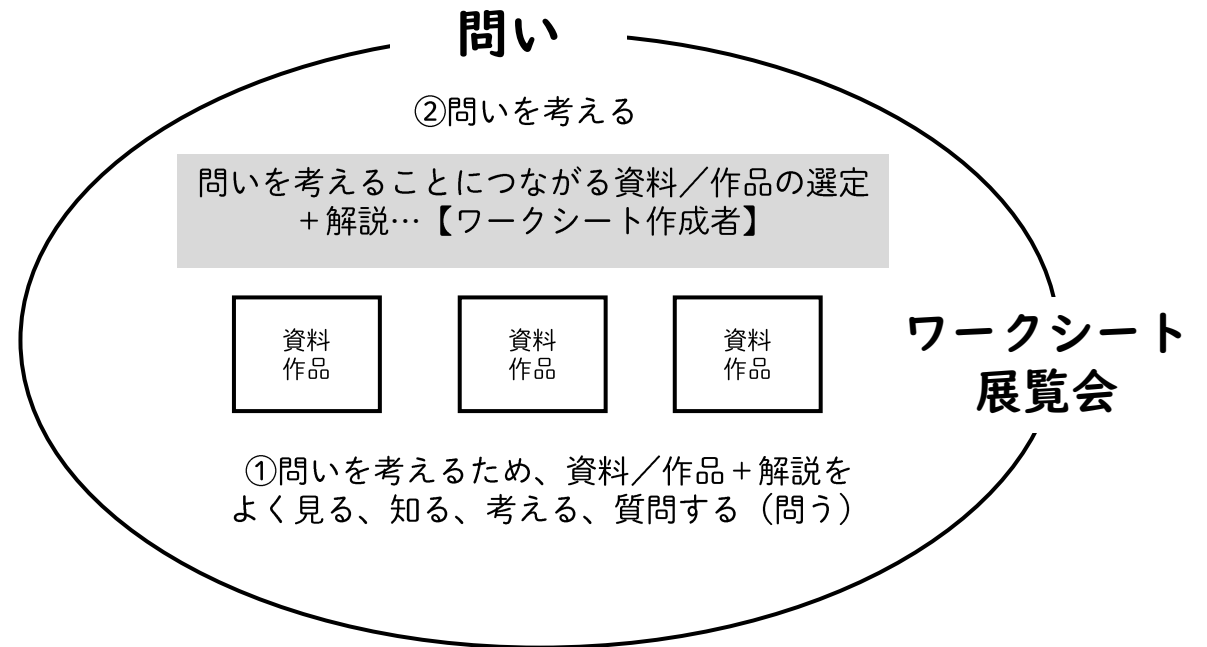 問い
②問いを考える
問いを考えることにつながる資料／作品の選定
＋解説…【ワークシート作成者】
資料
作品
資料
作品
資料
作品
ワークシート
展覧会
①問いを考えるため、資料／作品＋解説を
よく見る、知る、考える、質問する（問う）